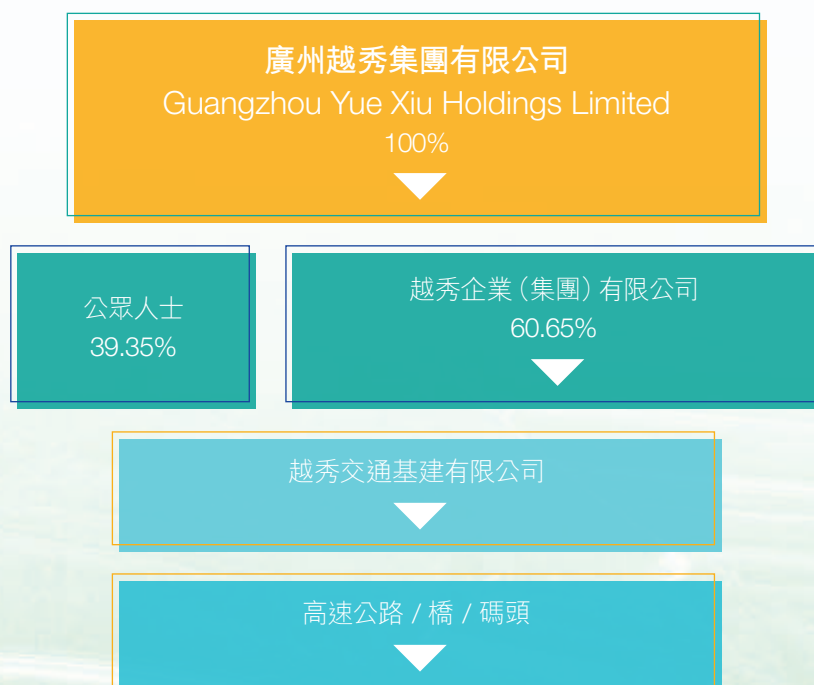 廣州越秀集團有限公司
Guangzhou Yue Xiu Holdings Limited
100%
公眾人士
39.35%
越秀企業（集團）有限公司
60.65%
越秀交通基建有限公司
高速公路 / 橋 / 碼頭